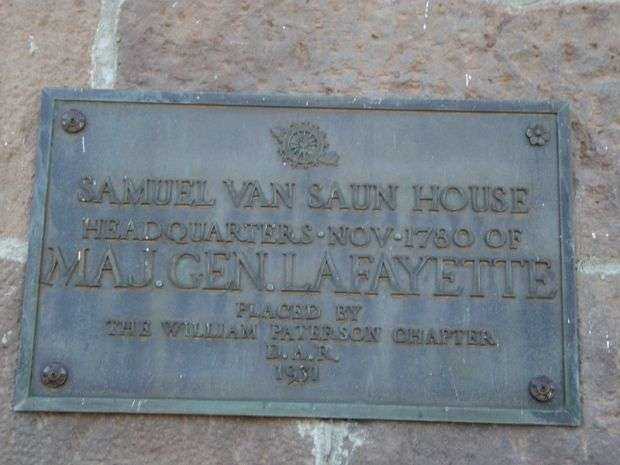 SAMUEL VAN SAUN HOUSE
HEADQUARTERS·NOV·1780 OF
MAJ. GEN. LAFAYETTE
PLACED BY
THE WILLIAM PATERSON CHAPTER
D.A.R.
1931